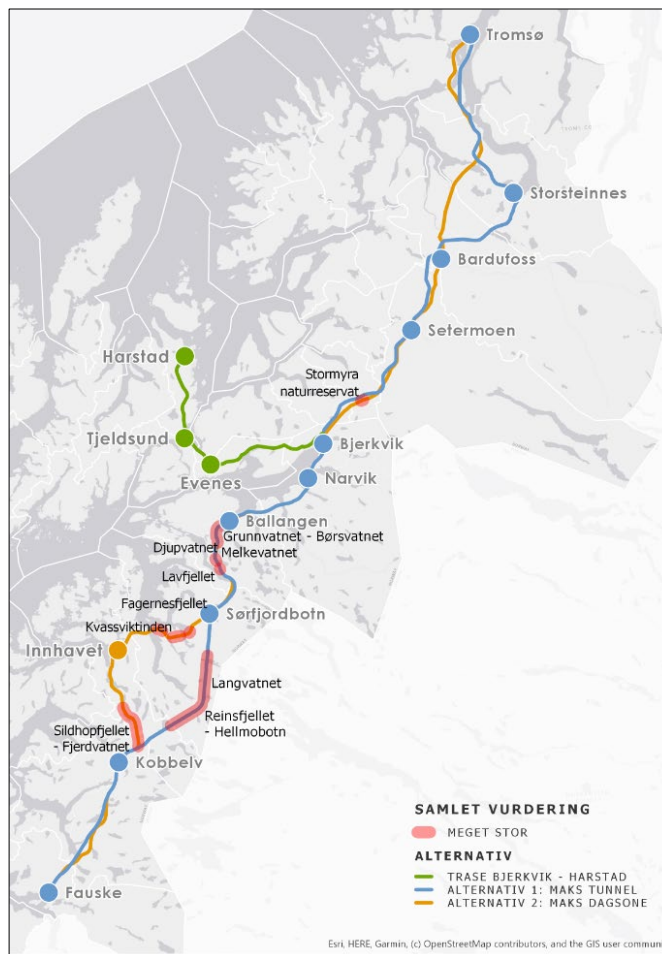 Tromsø
Storsteinnes
Bardufoss
Setermoen
Harstad
Stormyra
naturreservat
Tjeldsund
Bjerkvik
Evenes
Narvik
Ballangen
Grunnvatnet - Børsvatnet
Djupvatnet
Melkevatnet
Lavfjellet
Fagernesfjellet
Sørfjordbotn
Kvassviktinden
Innhavet
Langvatnet
Reinsfjellet
- Hellmobotn
Sildhopfjellet
- Fjerdvatnet
Kobbelv
Fauske
SAMLET VURDERING
MEGET STOR
ALTERNATIV
TRASE BJERKVIK - HARSTAD
ALTERNATIV 1: MAKS TUNNEL
ALTERNATIV 2: MAKS DAGSONE
Esri, HERE, Garmin, (c) OpenStreetMap contributors, and the GIS user commun